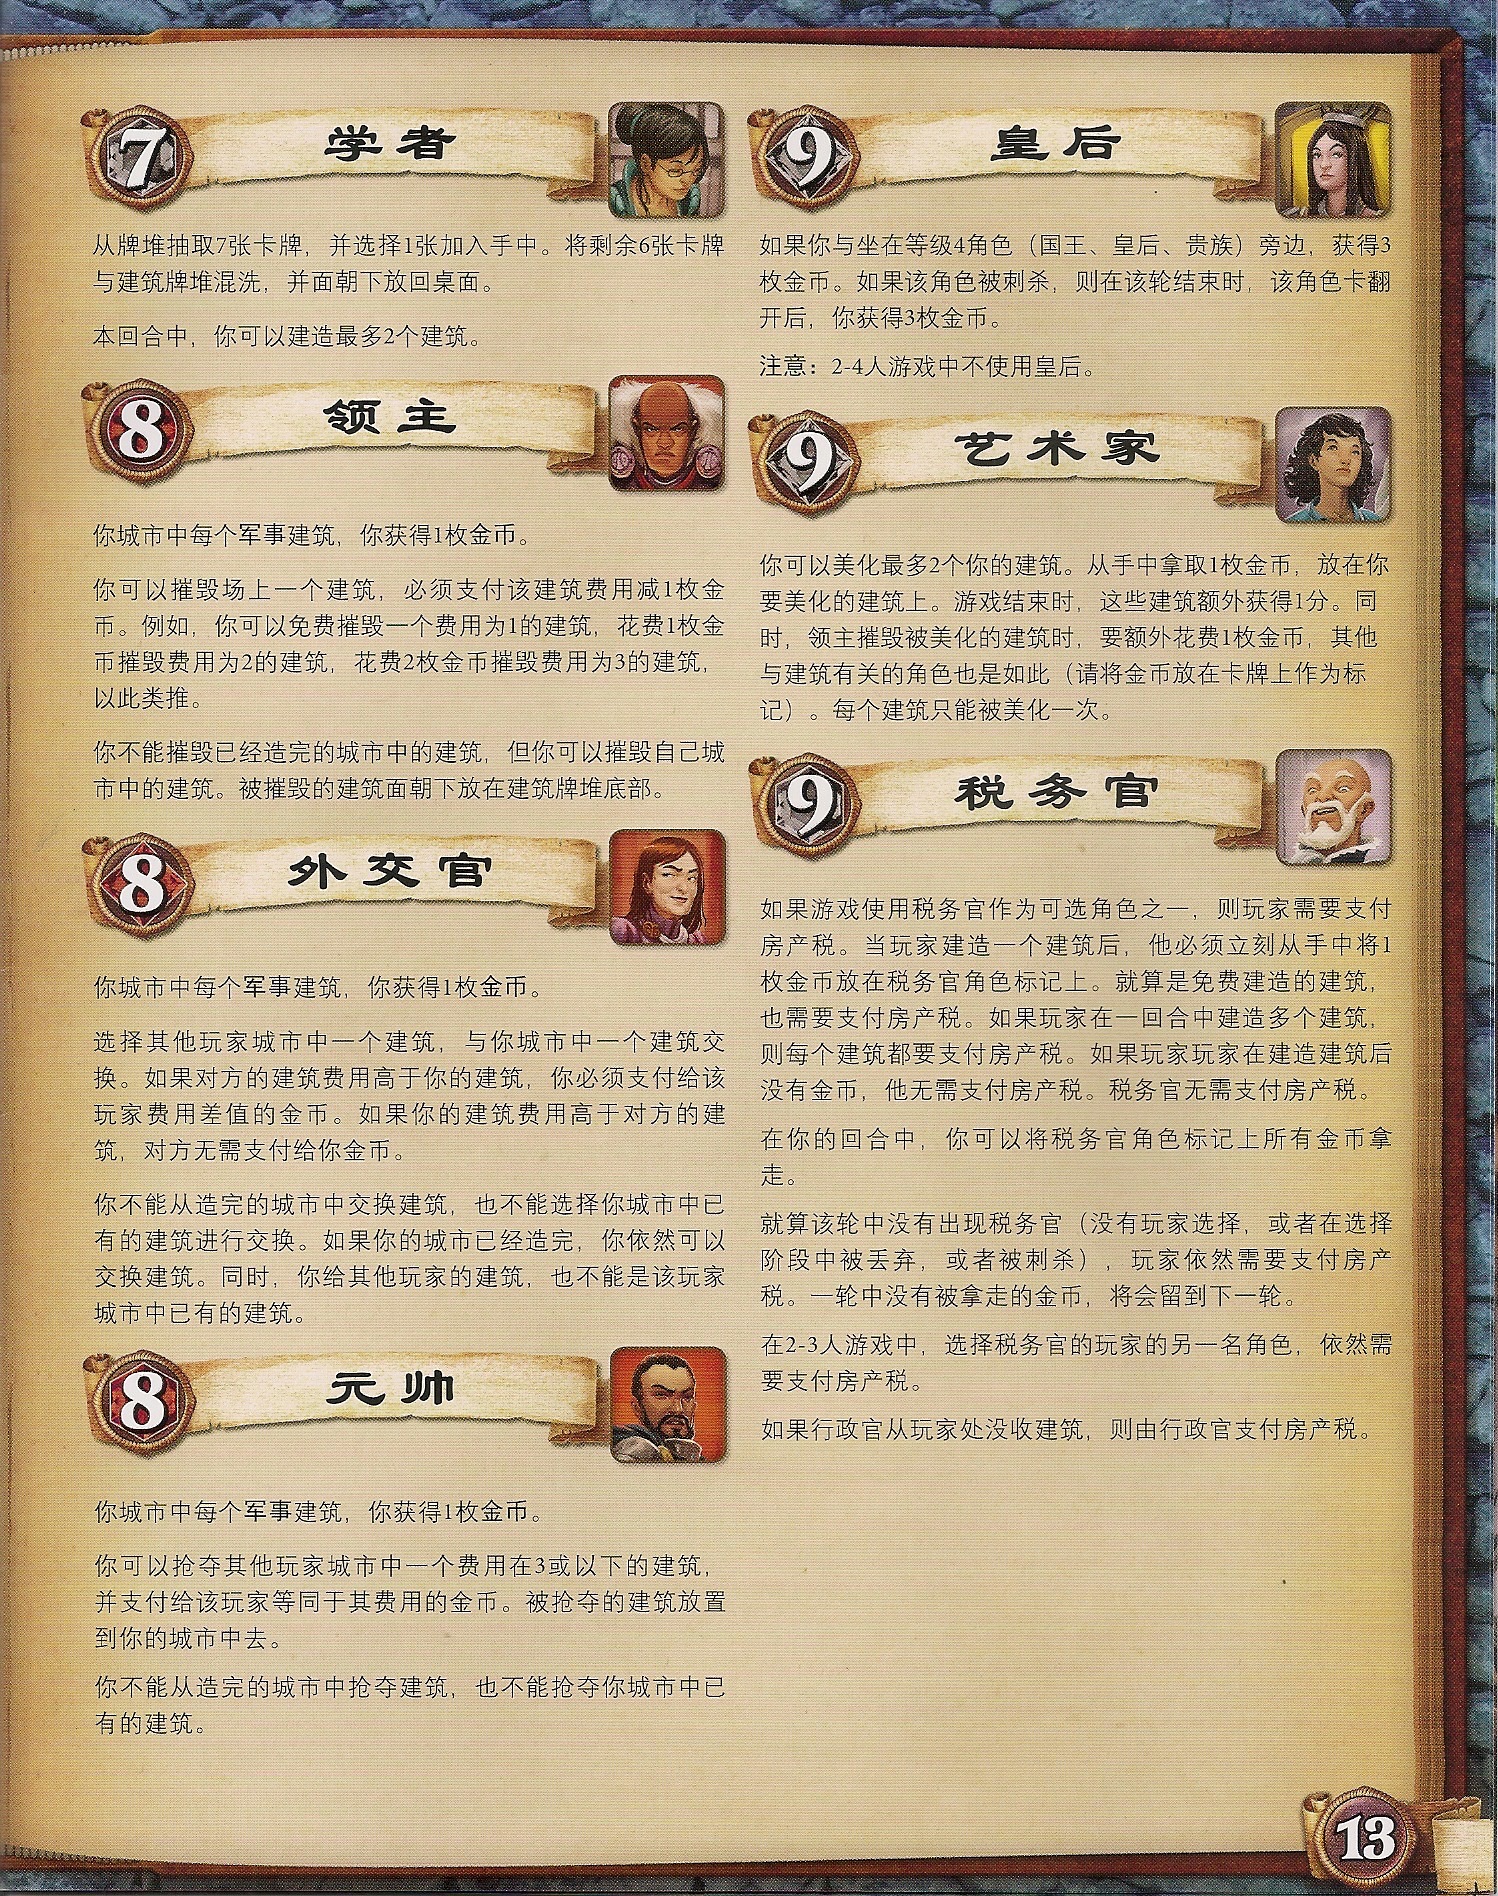 7 学者
从牌堆抽取7张卡牌，并选择1张加入手中。将剩余6张卡牌
与建筑牌堆混洗，并面朝下放回桌面。
本回合中，你可以建造最多2个建筑。
8 领主
你城市中每个军事建筑，你获得1枚金币。
你可以摧毁场上一个建筑，必须支付该建筑费用减1枚金
币。例如，你可以免费摧毁一个费用为1的建筑，花费1枚金
币摧毁费用为2的建筑，花费2枚金币摧毁费用为3的建筑，
以此类推。
你不能摧毁已经造完的城市中的建筑，但你可以摧毁自己城
市中的建筑。被摧毁的建筑面朝下放在建筑牌堆底部。
8 外交官
你城市中每个军事建筑，你获得1枚金币。
选择其他玩家城市中一个建筑，与你城市中一个建筑交
换。如果对方的建筑费用高于你的建筑，你必须支付给该
玩家费用差值的金币。如果你的建筑费用高于对方的建
筑，对方无需支付给你金币。
你不能从造完的城市中交换建筑，也不能选择你城市中已
有的建筑进行交换。如果你的城市已经造完，你依然可以
交换建筑。同时，你给其他玩家的建筑，也不能是该玩家
城市中已有的建筑。
8 元帅
你城市中每个军事建筑，你获得1枚金币。
你可以抢夺其他玩家城市中一个费用在3或以下的建筑，
并支付给该玩家等同于其费用的金币。被抢夺的建筑放置
到你的城市中去。
你不能从造完的城市中抢夺建筑，也不能抢夺你城市中已
有的建筑。
9 皇后
如果你与坐在等级4角色（国王、皇后、贵族）旁边，获得3
枚金币。如果该角色被刺杀，则在该轮结束时，该角色卡翻
开后，你获得3枚金币。
注意：2-4人游戏中不使用皇后。
9 艺术家
你可以美化最多2个你的建筑。从手中拿取1枚金币，放在你
要美化的建筑上。游戏结束时，这些建筑额外获得1分。同
时，领主摧毁被美化的建筑时，要额外花费1枚金币，其他
与建筑有关的角色也是如此（请将金币放在卡牌上作为标
记）。每个建筑只能被美化一次。
9 税务官
如果游戏使用税务官作为可选角色之一，则玩家需要支付
房产税。当玩家建造一个建筑后，他必须立刻从手中将1
枚金币放在税务官角色标记上。就算是免费建造的建筑，
也需要支付房产税。如果玩家在一回合中建造多个建筑，
则每个建筑都要支付房产税。如果玩家玩家在建造建筑后
没有金币，他无需支付房产税。税务官无需支付房产税。
在你的回合中，你可以将税务官角色标记上所有金币拿
走。
就算该轮中没有出现税务官（没有玩家选择，或者在选择
阶段中被丢弃，或者被刺杀），玩家依然需要支付房产
税。一轮中没有被拿走的金币，将会留到下一轮。
在2-3人游戏中，选择税务官的玩家的另一名角色，依然需
要支付房产税。
如果行政官从玩家处没收建筑，则由行政官支付房产税。
13